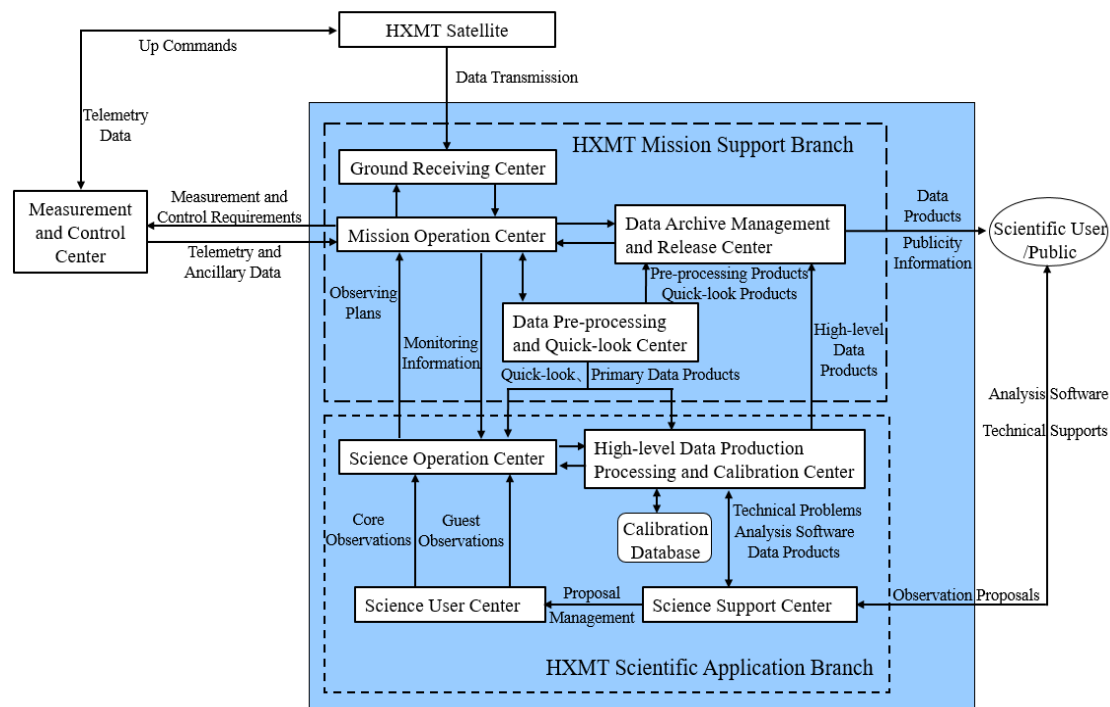 HXMT Satellite
Up Commands
Data Transmission
Telemetry
Data
HXMT Mission Support Branch
Ground Receiving Center
Measurement and
Control Requirements
Measurement
and Control
Center
Mission Operation Center
Telemetry and
Ancillary Data
Data Archive Management
and Release Center
Data
Products
Publicity
Information
Scientific User
/Public
Pre-processing Products
Quick-look Products
Observing
Plans
Data Pre-processing
and Quick-look Center
Monitoring
Information
High-level
Data
Products
Quick-look、Primary Data Products
Analysis Software
Technical Supports
Science Operation Center
High-level Data Production
Processing and Calibration Center
Core
Observations
Guest
Observations
Calibration
Database
Technical Problems
Analysis Software
Data Products
Science User Center
Proposal
Management
Science Support Center
Observation Proposals
HXMT Scientific Application Branch